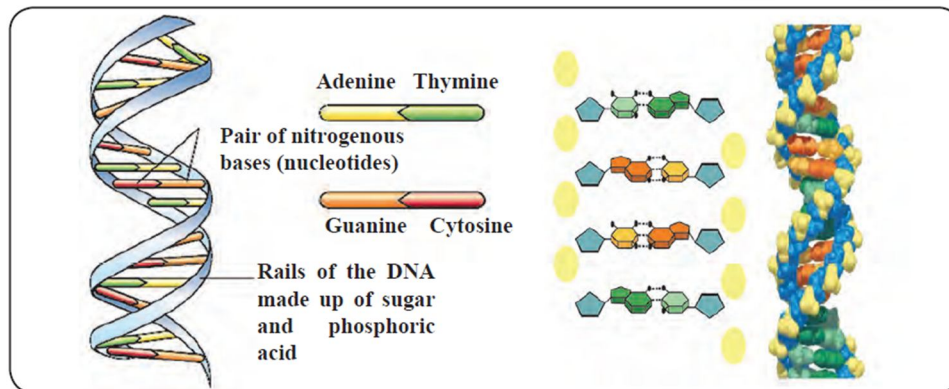 Adenine Thymine
Pair of nitrogenous
bases (nucleotides)
Guanine Cytosine
Rails of the DNA
made up of sugar
and phosphoric
acid